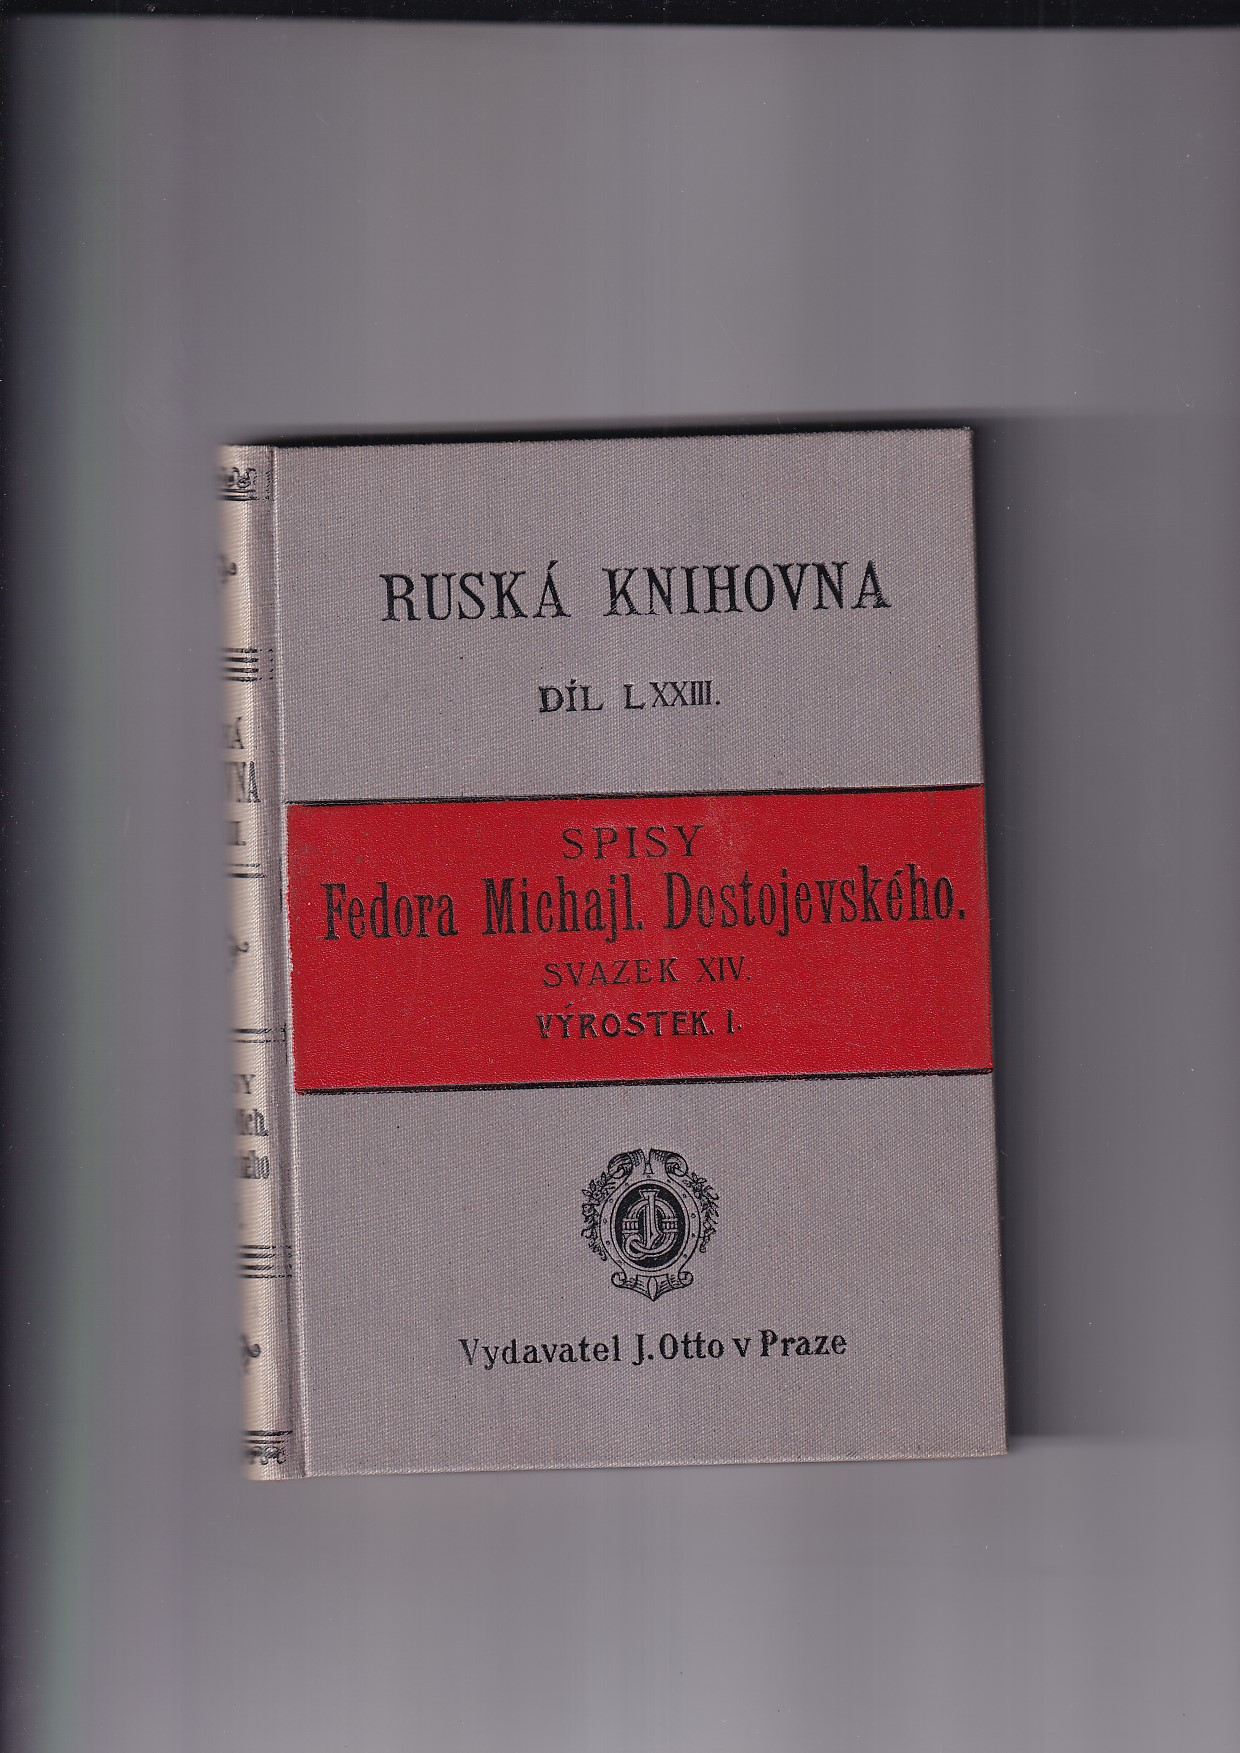 RUSKÁ KNIHOVNA
DÍL LXXIII.
SPISY
Fedora Michajl. Dostojevského.
SVAZEK XIV.
VÝROSTEK. I.
Vydavatel J. Otto v Praze